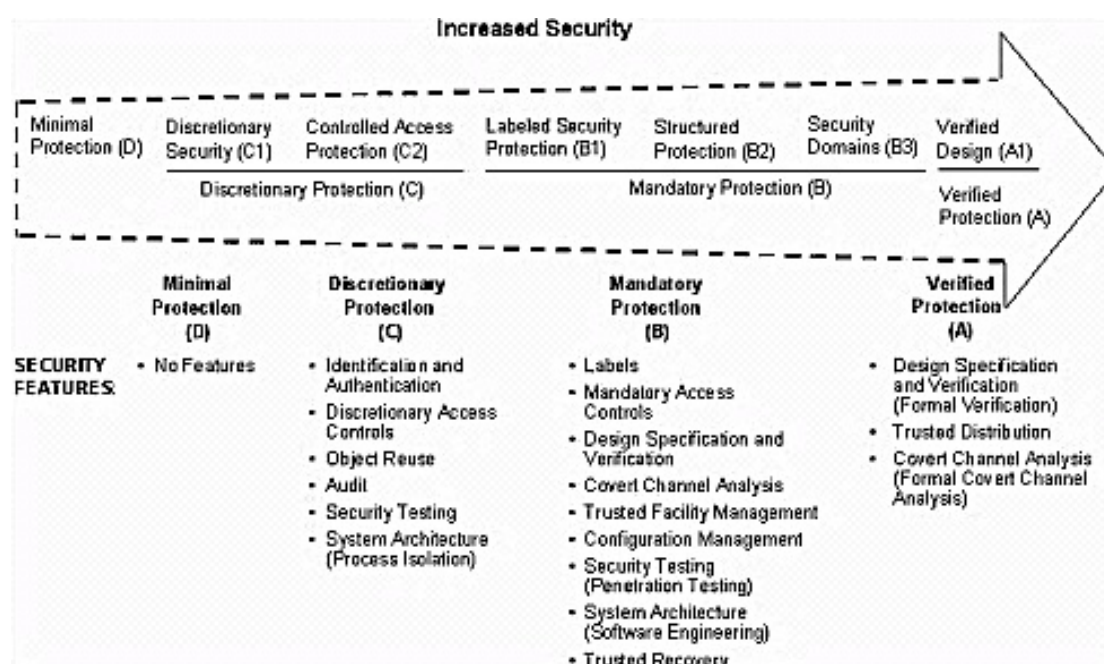 Increased Security
Minimal
Protection (D)
Discretionary
Security (C1)
Controlled Access
Protection (C2)
Labeled Security
Protection (B1)
Structured
Protection (B2)
Security
Domains (B3)
Verified
Design (A1)
Discretionary Protection (C)
Mandatory Protection (B)
Verified
Protection (A)
Minimal
Protection
(D)
Discretionary
Protection
(C)
Mandatory
Protection
(B)
Verified
Protection
(A)
SECURITY
FEATURES:
• No Features
• Identification and
Authentication
• Discretionary Access
Controls
• Object Reuse
• Audit
• Security Testing
• System Architecture
(Process Isolation)
• Labels
• Mandatory Access
Controls
• Design Specification and
Verification
• Covert Channel Analysis
• Trusted Facility Management
• Configuration Management
• Security Testing
(Penetration Testing)
• System Architecture
(Software Engineering)
• Trusted Recovery
• Design Specification
and Verification
(Formal Verification)
• Trusted Distribution
• Covert Channel Analysis
(Formal Covert Channel
Analysis)